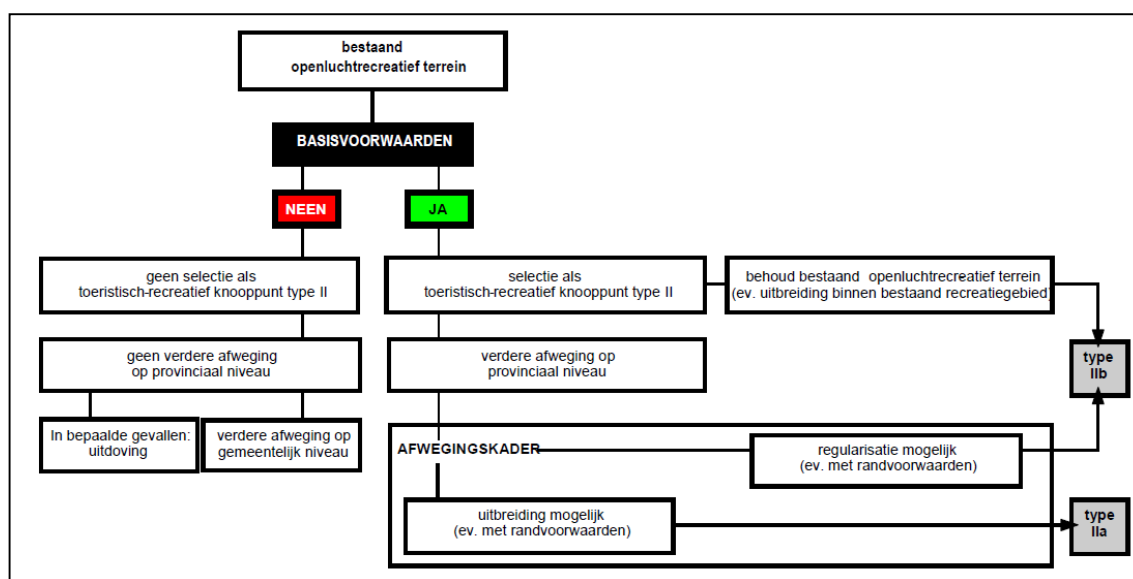 bestaand
openluchtrecreatief terrein
BASISVOORWAARDEN
NEEN
JA
geen selectie als
toeristisch-recreatief knooppunt type II
selectie als
toeristisch-recreatief knooppunt type II
behoud bestaand openluchtrecreatief terrein
(ev. uitbreiding binnen bestaand recreatiegebied)
geen verdere afweging
op provinciaal niveau
verdere afweging op
provinciaal niveau
type
IIb
In bepaalde gevallen:
uitdoving
verdere afweging op
gemeentelijk niveau
AFWEGINGSKADER
regularisatie mogelijk
(ev. met randvoorwaarden)
uitbreiding mogelijk
(ev. met randvoorwaarden)
type
IIa